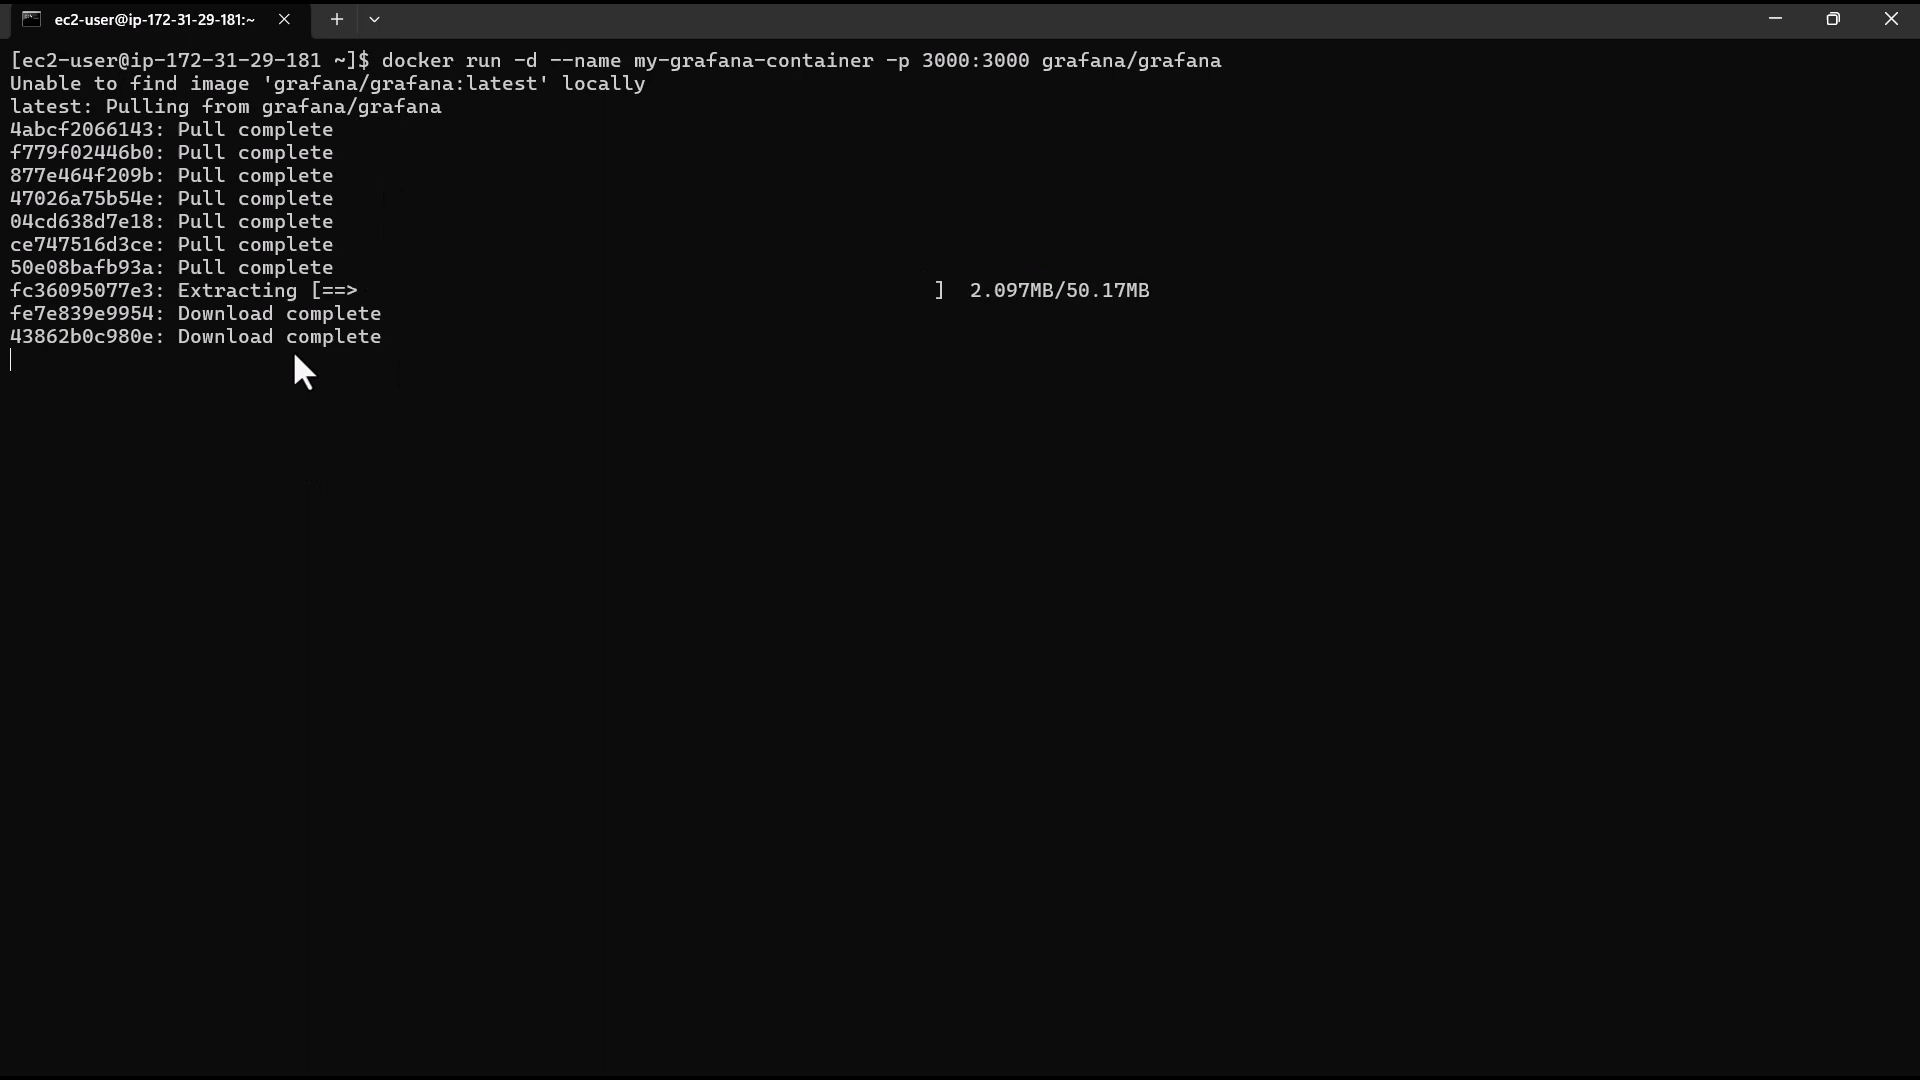 ec2-user@ip-172-31-29-181:~
[ec2-user@ip-172-31-29-181 ~]$ docker run -d --name my-grafana-container -p 3000:3000 grafana/grafana
Unable to find image 'grafana/grafana:latest' locally
latest: Pulling from grafana/grafana
4abcf2066143: Pull complete
f779f02446b0: Pull complete
877e464f209b: Pull complete
47026a75b54e: Pull complete
04cd638d7e18: Pull complete
ce747516d3ce: Pull complete
50e08bafb93a: Pull complete
fc36095077e3: Extracting [==>                                                ]  2.097MB/50.17MB
fe7e839e9954: Download complete
43862b0c980e: Download complete